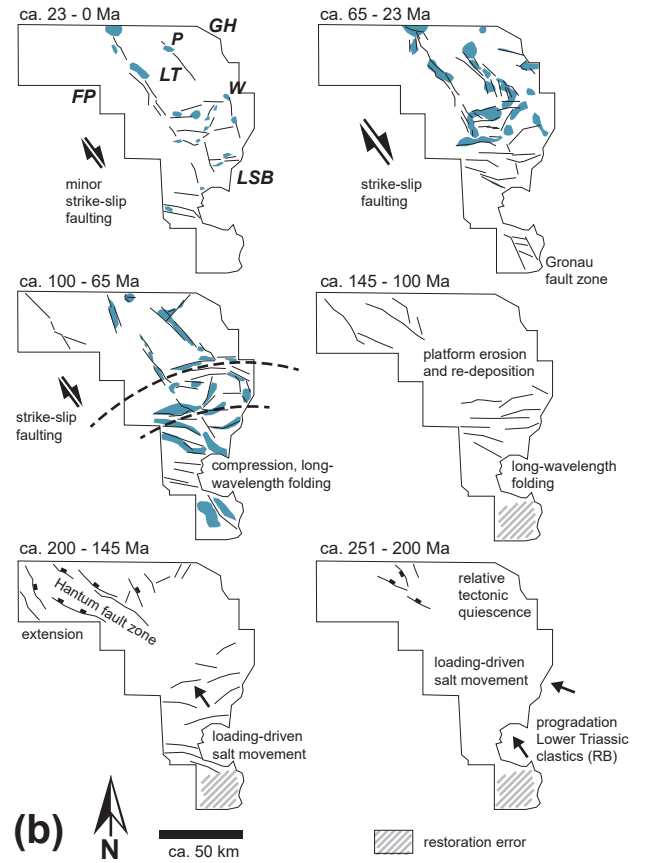 ca. 23 - 0 Ma
GH
P
LT
FP
W
minor
strike-slip
faulting
LSB
ca. 65 - 23 Ma
strike-slip
faulting
Gronau
fault zone
ca. 100 - 65 Ma
strike-slip
faulting
compression, long-
wavelength folding
ca. 145 - 100 Ma
platform erosion
and re-deposition
long-wavelength
folding
ca. 200 - 145 Ma
Hantum fault zone
extension
loading-driven
salt movement
ca. 251 - 200 Ma
relative
tectonic
quiescence
loading-driven
salt movement
progradation
Lower Triassic
clastics (RB)
(b)
N
ca. 50 km
restoration error